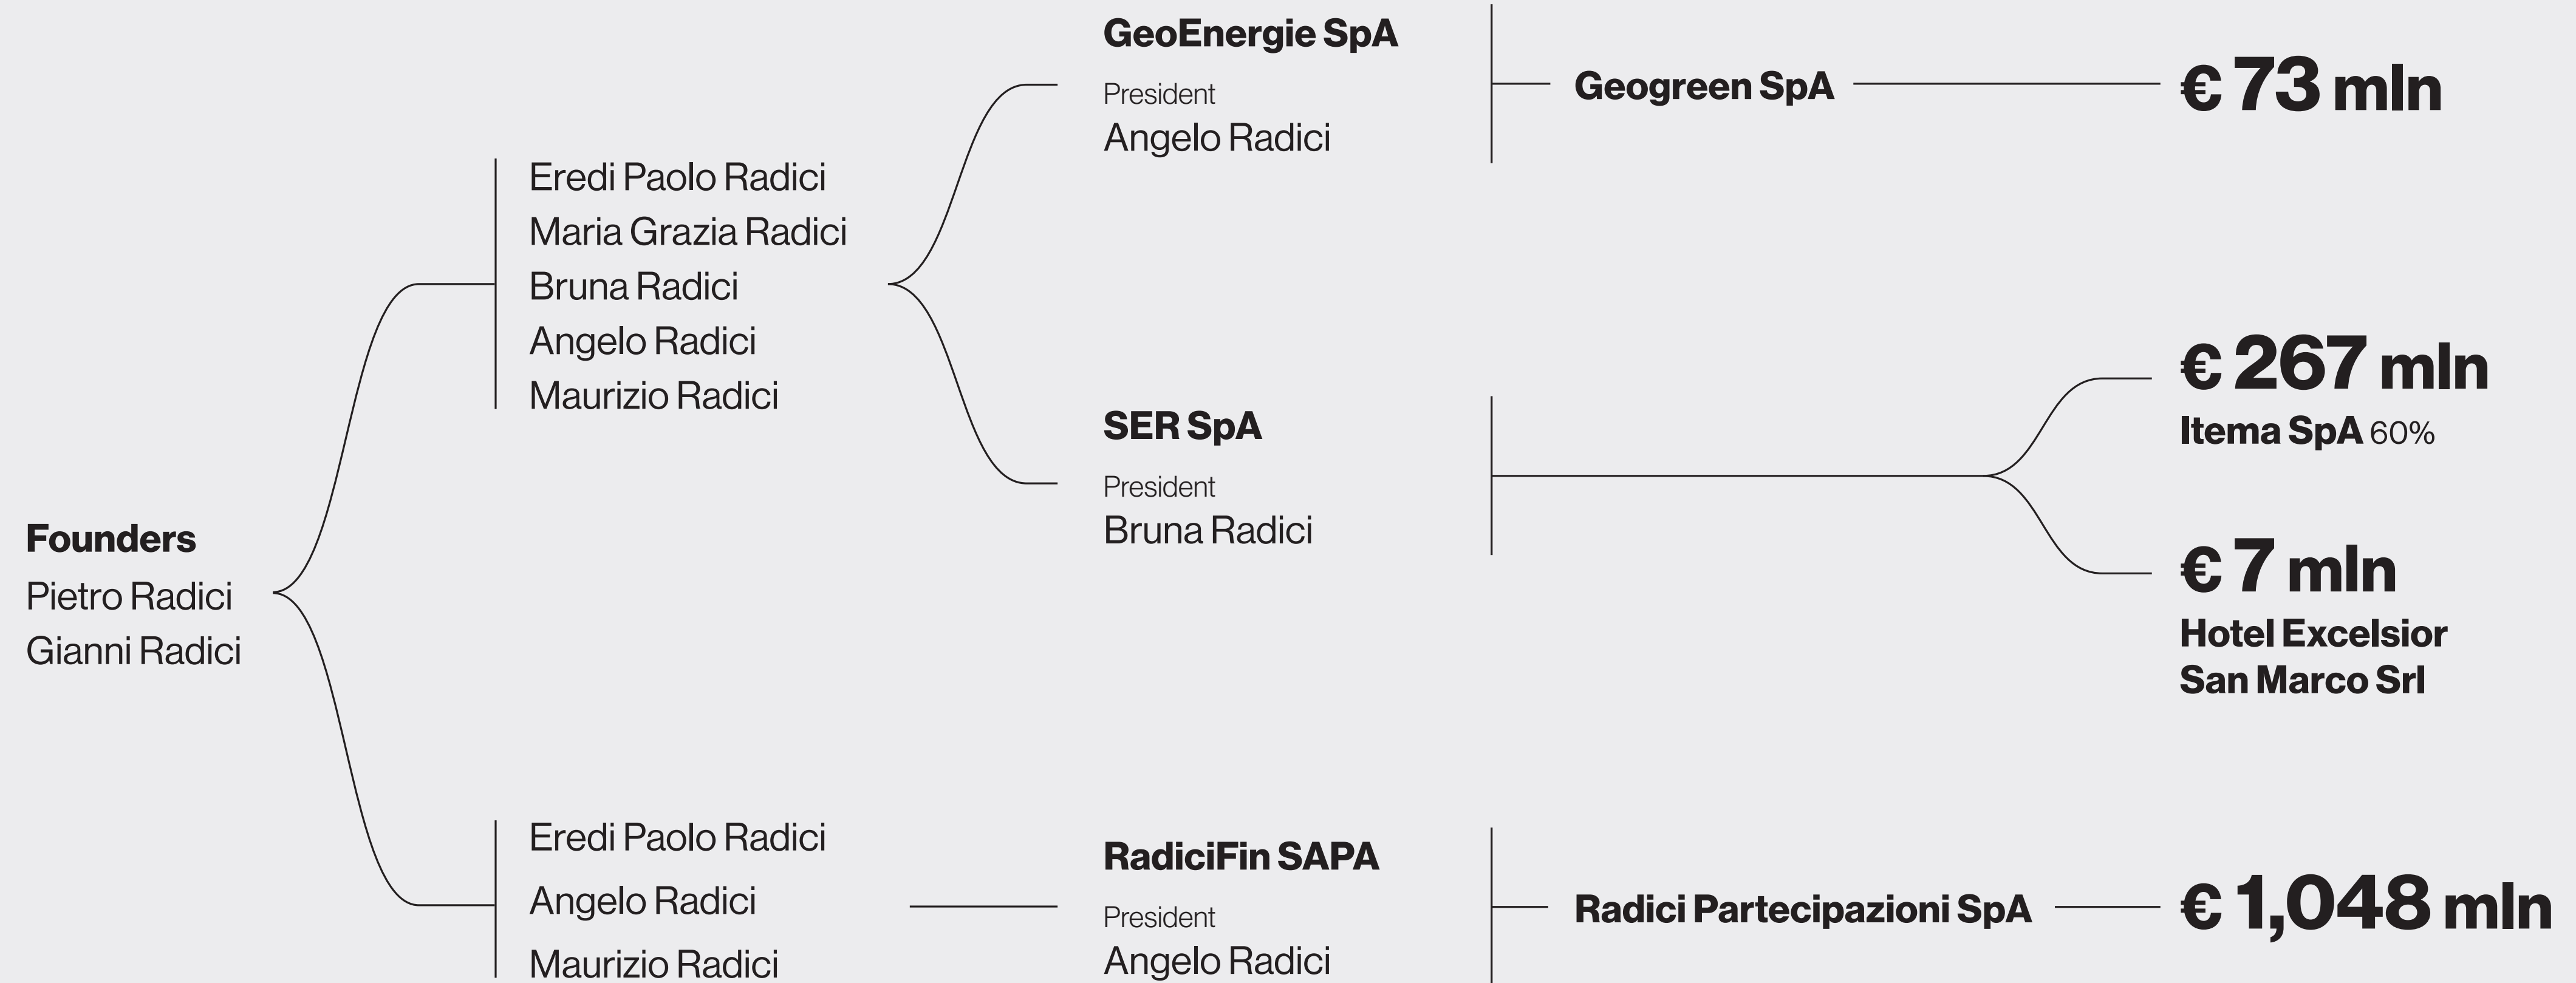 Founders
Pietro Radici
Gianni Radici
Eredi Paolo Radici
Maria Grazia Radici
Bruna Radici
Angelo Radici
Maurizio Radici
GeoEnergie SpA
President
Angelo Radici
Geogreen SpA
€ 73 mln
SER SpA
President
Bruna Radici
€ 267 mln
Itema SpA 60%
€ 7 mln
Hotel Excelsior
San Marco Srl
Eredi Paolo Radici
Angelo Radici
Maurizio Radici
RadiciFin SAPA
President
Angelo Radici
Radici Partecipazioni SpA
€ 1,048 mln